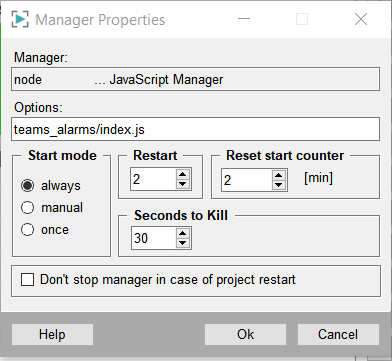 Manager Properties
Manager:
node ... JavaScript Manager
Options:
teams_alarms/index.js
Start mode Restart Reset start counter
always 2 2 [min]
manual
Seconds to Kill
once 30
Don't stop manager in case of project restart
Help Ok Cancel